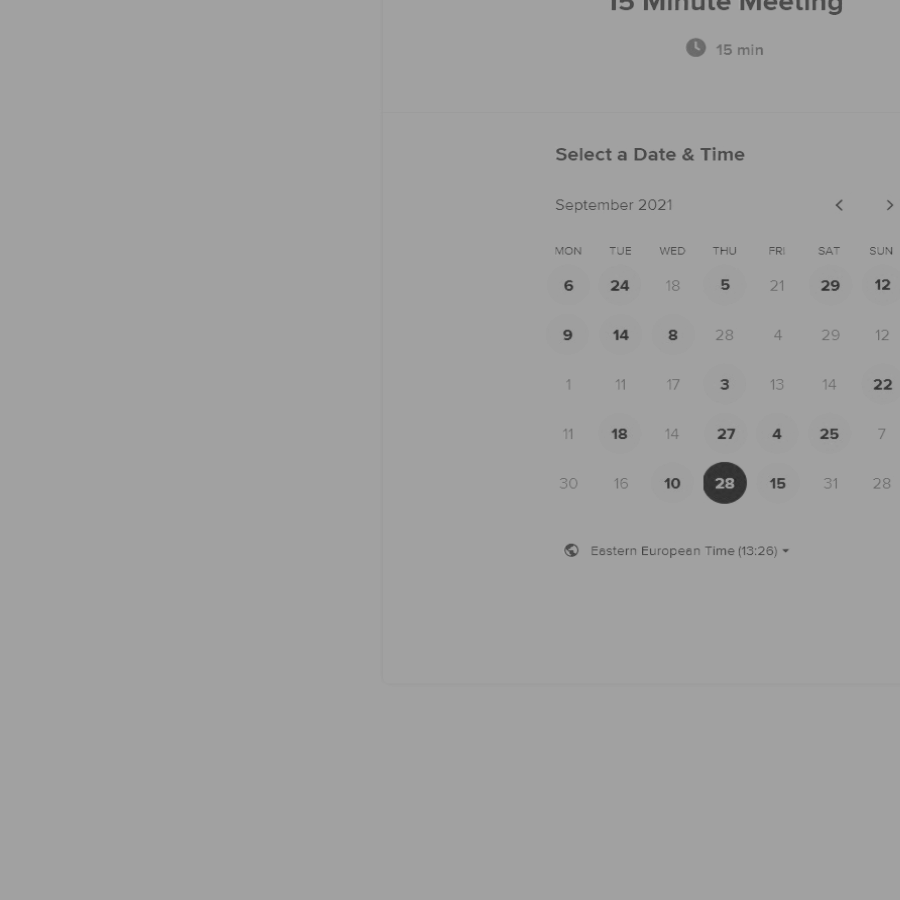 15 Minute Meeting
15 min
Select a Date & Time
September 2021
MON TUE WED THU FRI SAT SUN
6 24 18 5 21 29 12
9 14 8 28 4 29 12
1 11 17 3 13 14 22
11 18 14 27 4 25 7
30 16 10 28 15 31 28
Eastern European Time (13:26)